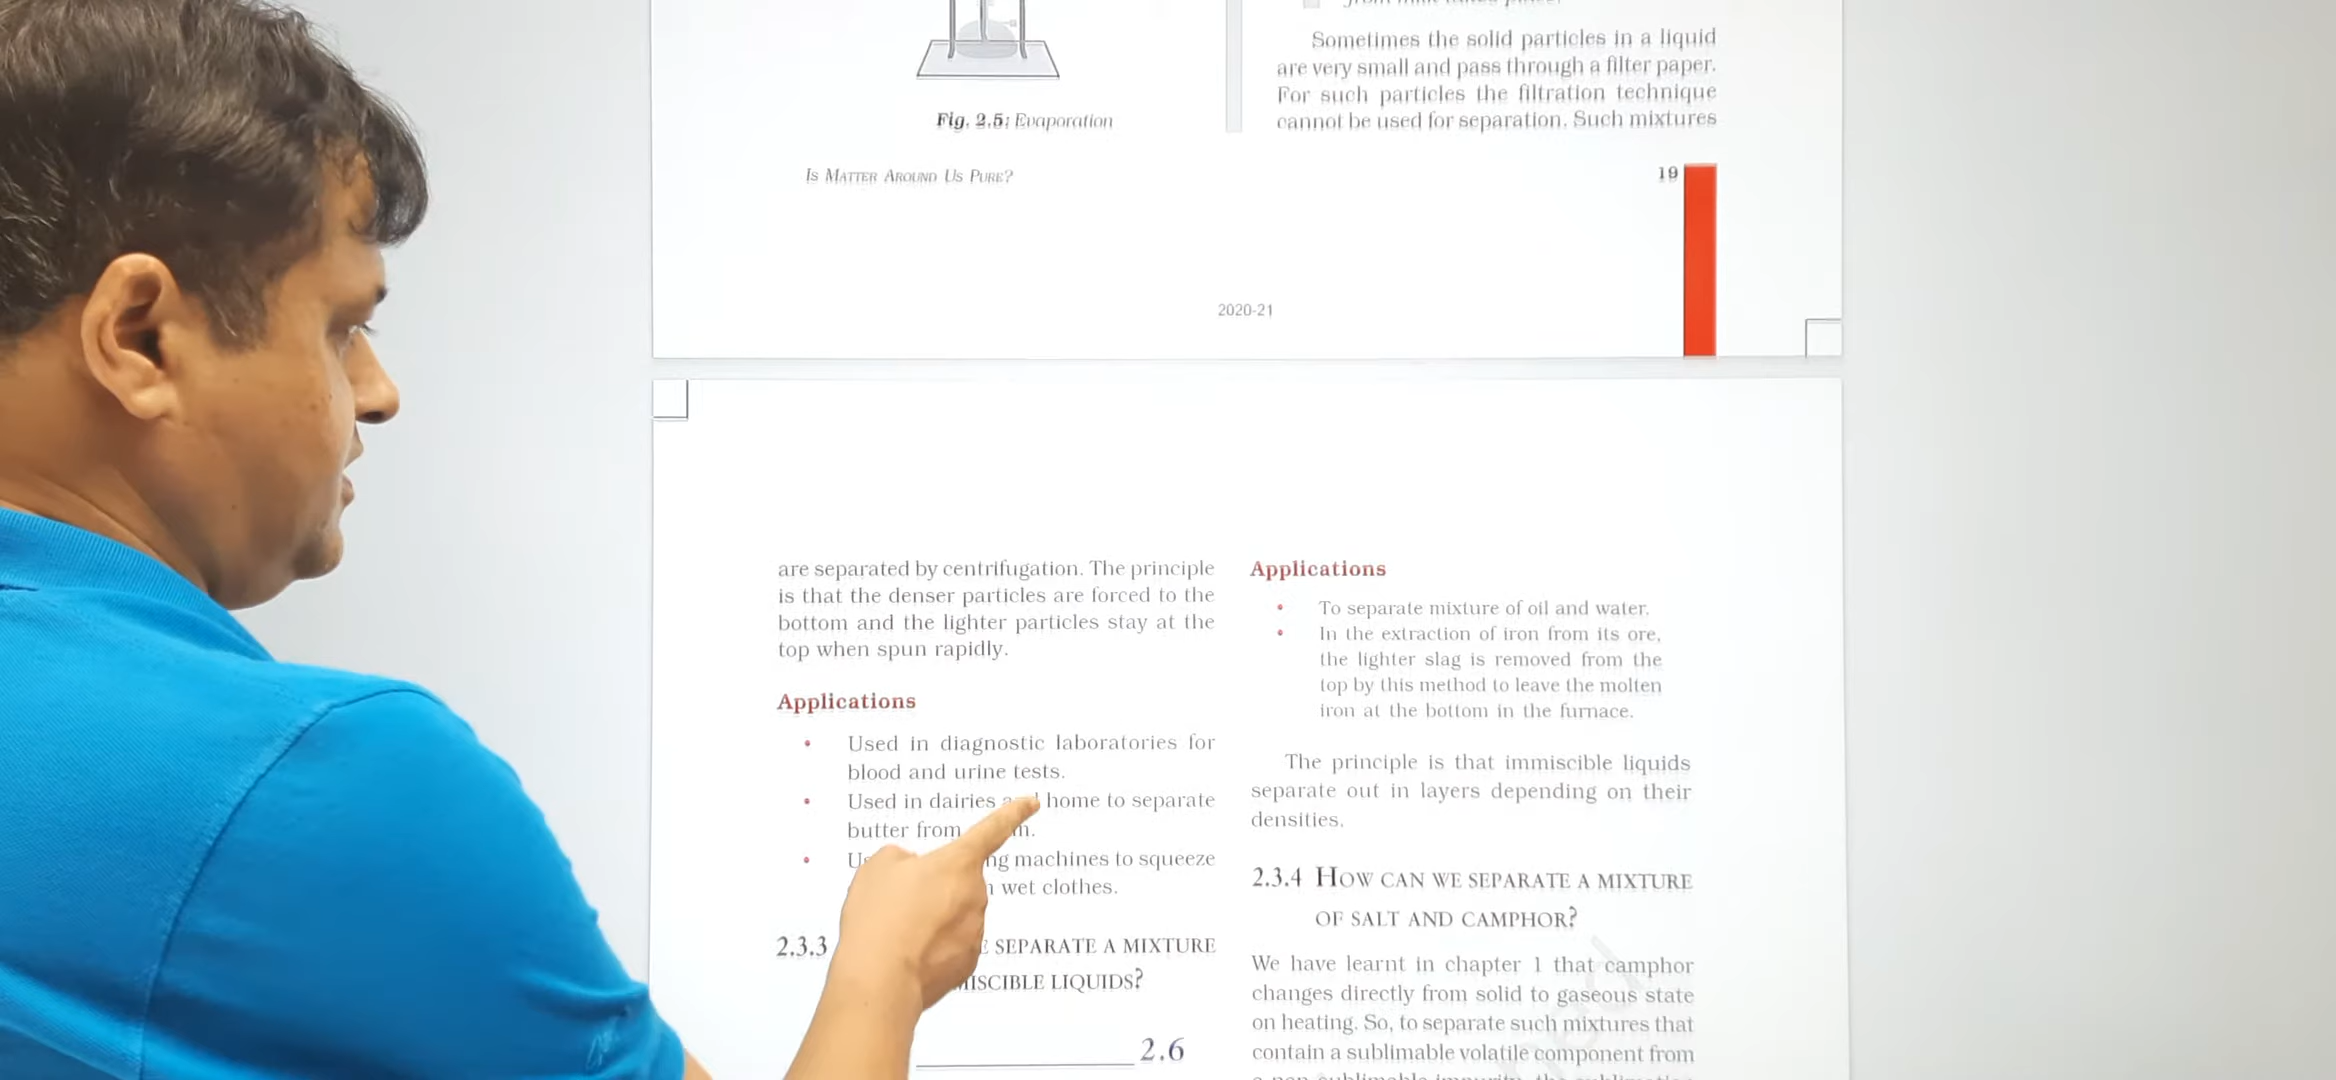 Fig. 2.5: Evaporation
Sometimes the solid particles in a liquid
are very small and pass through a filter paper.
For such particles the filtration technique
cannot be used for separation. Such mixtures
Is Matter Around Us Pure?
19
2020-21
are separated by centrifugation. The principle
is that the denser particles are forced to the
bottom and the lighter particles stay at the
top when spun rapidly.
Applications
• Used in diagnostic laboratories for
blood and urine tests.
• Used in dairies home to separate
butter from
• machines to squeeze
wet clothes.
2.3.3 SEPARATE A MIXTURE
LIQUIDS?
2.6
Applications
• To separate mixture of oil and water.
• In the extraction of iron from its ore,
the lighter slag is removed from the
top by this method to leave the molten
iron at the bottom in the furnace.
The principle is that immiscible liquids
separate out in layers depending on their
densities.
2.3.4 HOW CAN WE SEPARATE A MIXTURE
OF SALT AND CAMPHOR?
We have learnt in chapter 1 that camphor
changes directly from solid to gaseous state
on heating. So, to separate such mixtures that
contain a sublimable volatile component from